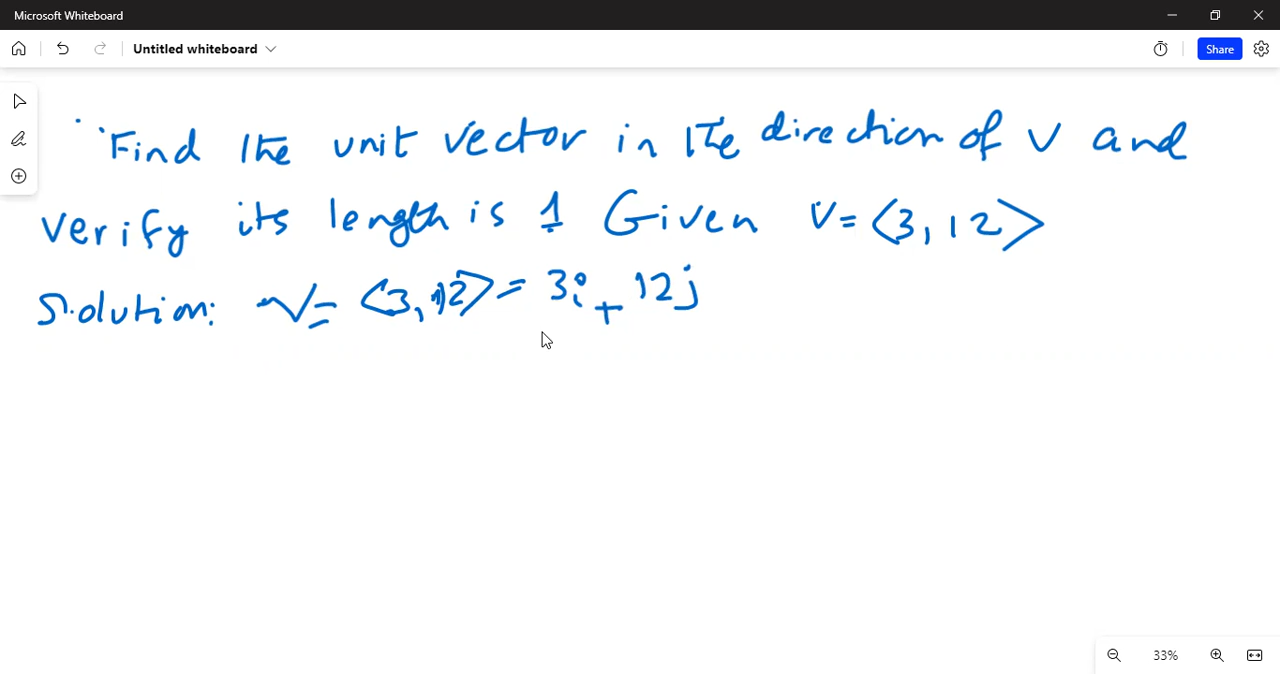 Microsoft Whiteboard
Untitled whiteboard
Share
Find the unit vector in the direction of v and
verify its length is 1 Given v = <3, 12>
Solution: v = <3, 12> = 3i + 12j
33%